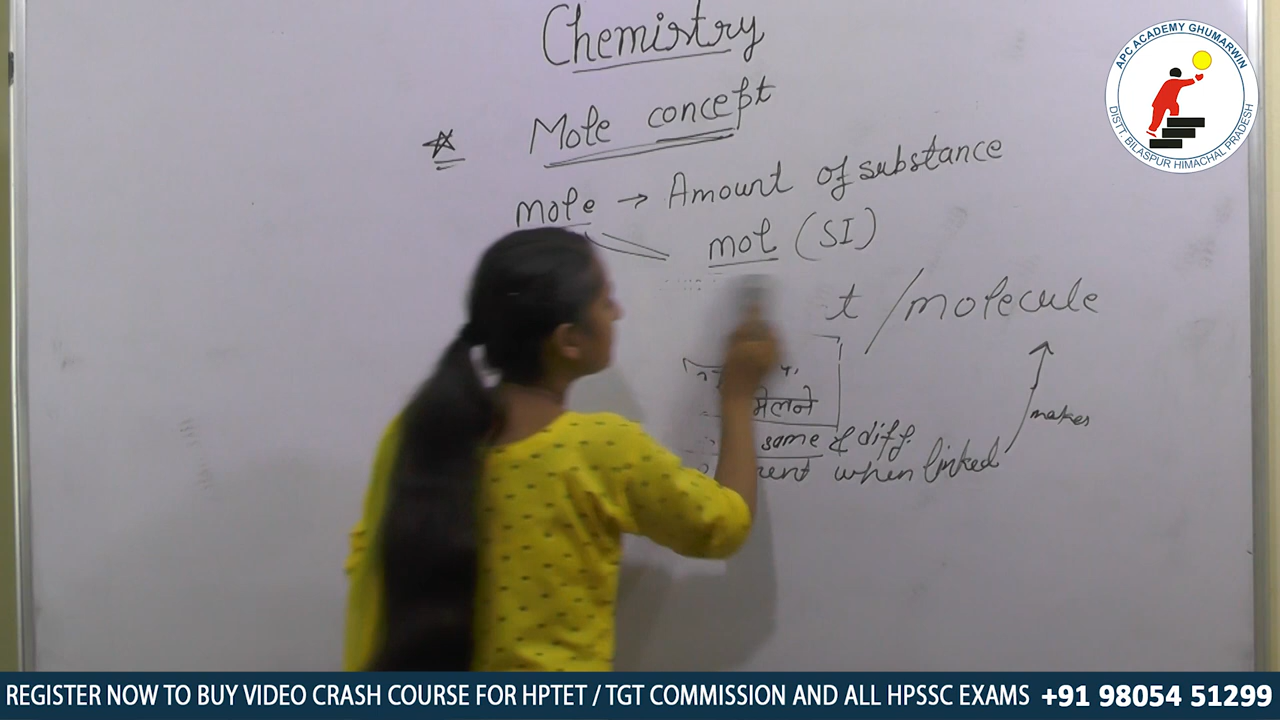 Chemistry
Mole concept
mole → Amount of substance
mol (SI)
t / molecule
मिलने
makes
same & diff.
when linked
APC ACADEMY GHUMARWIN
DISTT. BILASPUR HIMACHAL PRADESH
REGISTER NOW TO BUY VIDEO CRASH COURSE FOR HPTET / TGT COMMISSION AND ALL HPSSC EXAMS +91 98054 51299